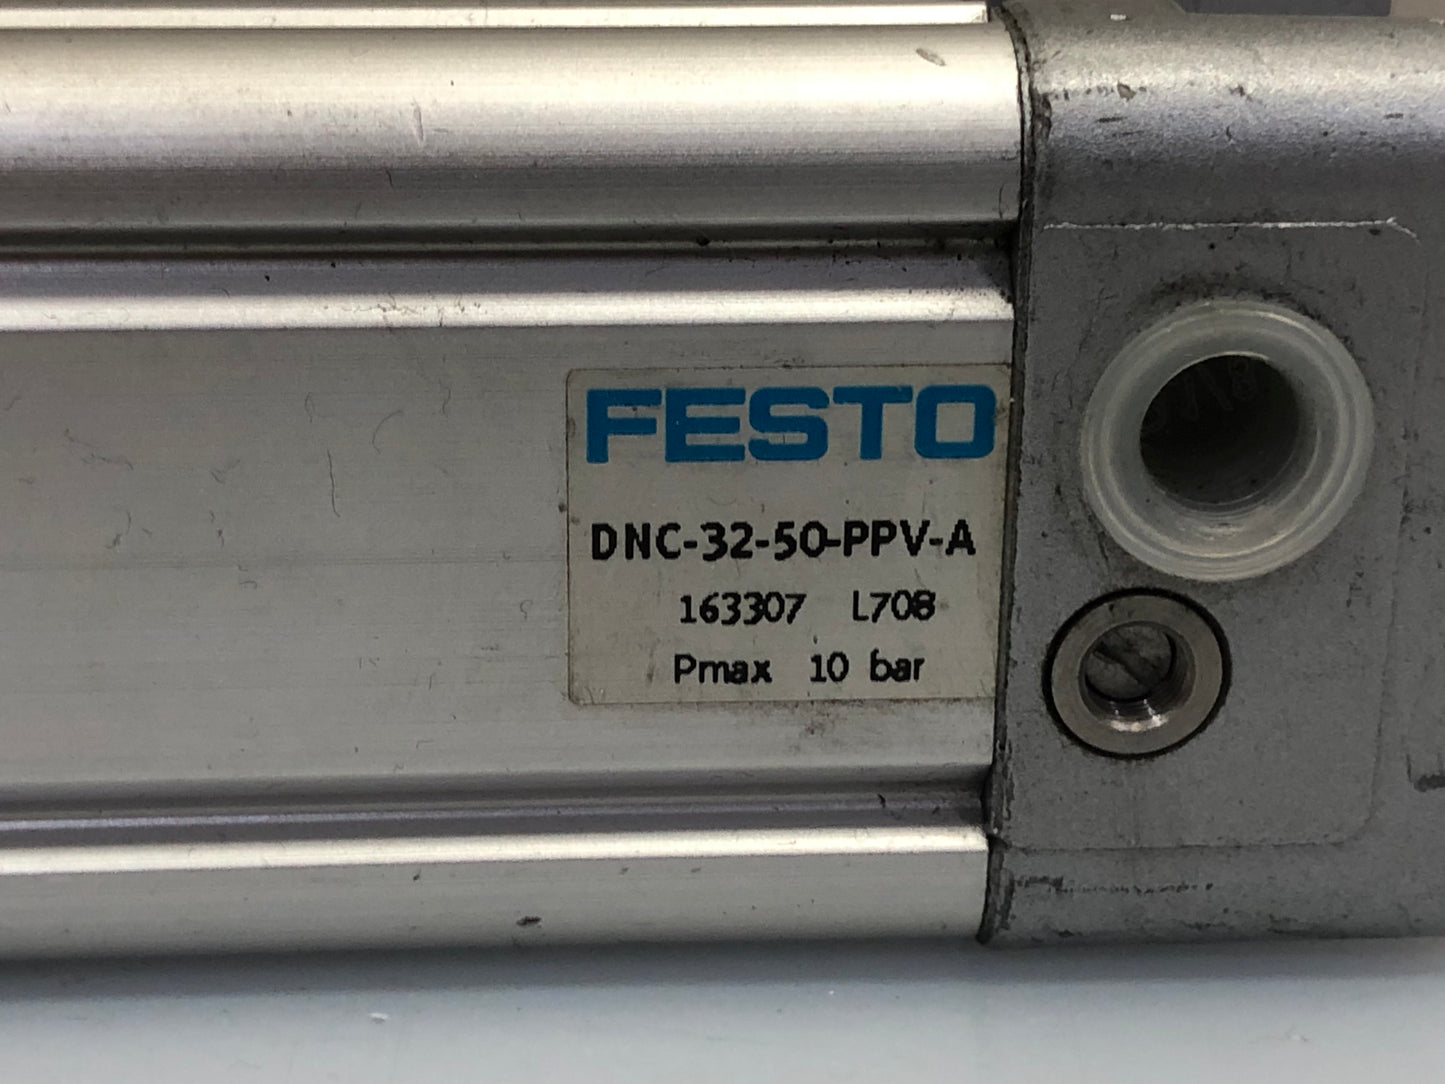 FESTO
DNC-32-50-PPV-A
163307 L708
Pmax 10 bar